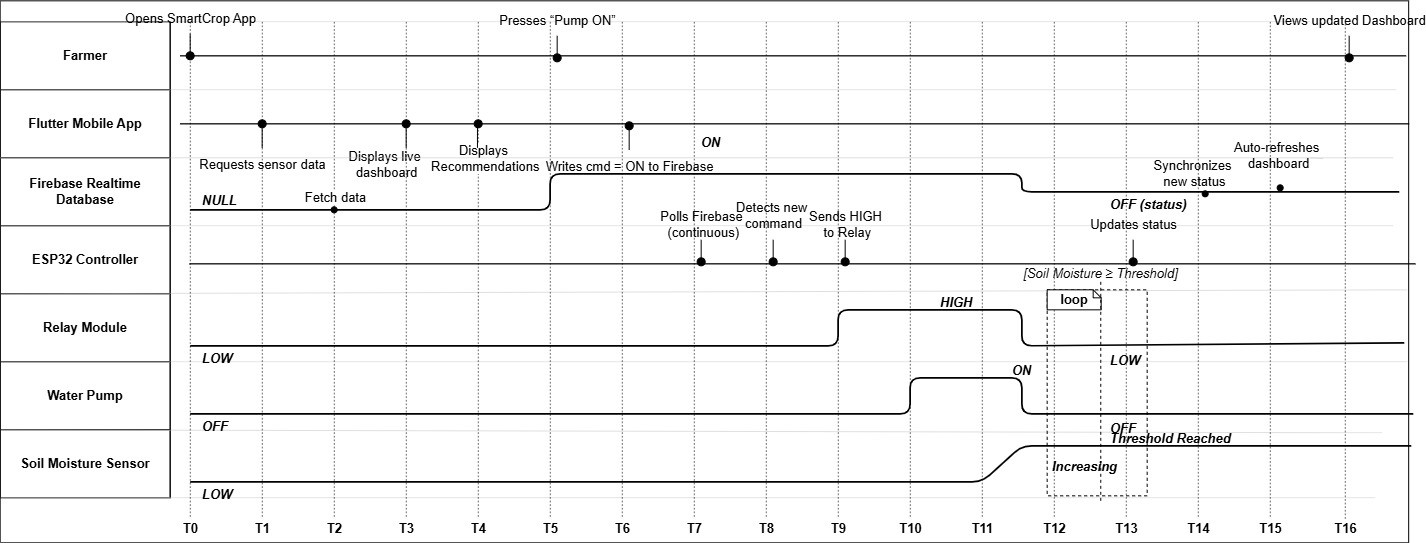 Opens SmartCrop App
Presses “Pump ON”
Views updated Dashboard
Farmer
Flutter Mobile App
ON
Requests sensor data
Displays live
dashboard
Displays
Recommendations
Writes cmd = ON to Firebase
Auto-refreshes
dashboard
Synchronizes
new status
Firebase Realtime
Database
NULL
Fetch data
OFF (status)
Polls Firebase
(continuous)
Detects new
command
Sends HIGH
to Relay
Updates status
ESP32 Controller
[Soil Moisture ≥ Threshold]
loop
HIGH
Relay Module
LOW
LOW
ON
Water Pump
OFF
OFF
Threshold Reached
Soil Moisture Sensor
Increasing
LOW
T0 T1 T2 T3 T4 T5 T6 T7 T8 T9 T10 T11 T12 T13 T14 T15 T16